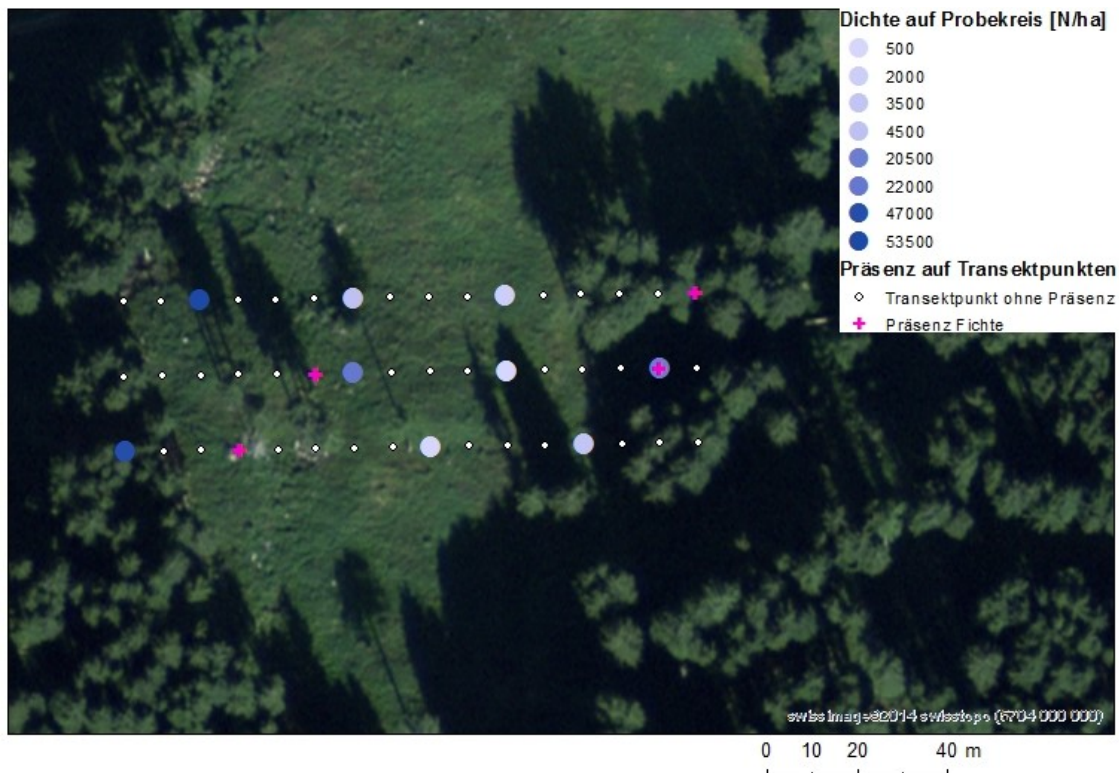 Dichte auf Probekreis [N/ha]
500
2000
3500
4500
20500
22000
47000
53500
Präsenz auf Transektpunkten
Transektpunkt ohne Präsenz
Präsenz Fichte
swissimage©2014 swisstopo (5704 000 000)
0 10 20 40 m